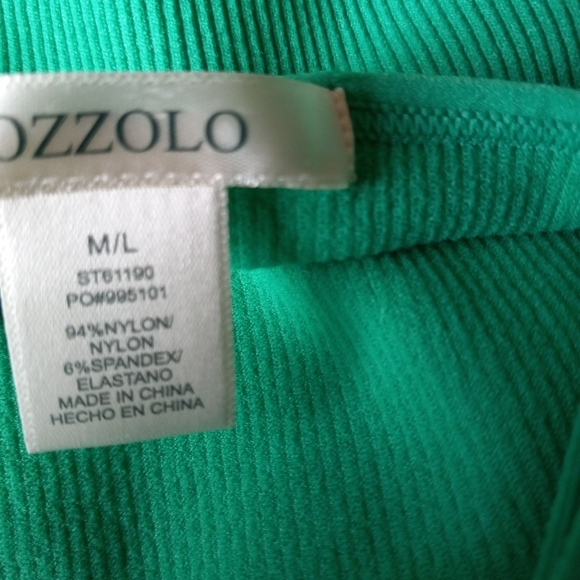 OZZOLO
M/L
ST61190
PO#995101
94%NYLON/
NYLON
6%SPANDEX/
ELASTANO
MADE IN CHINA
HECHO EN CHINA